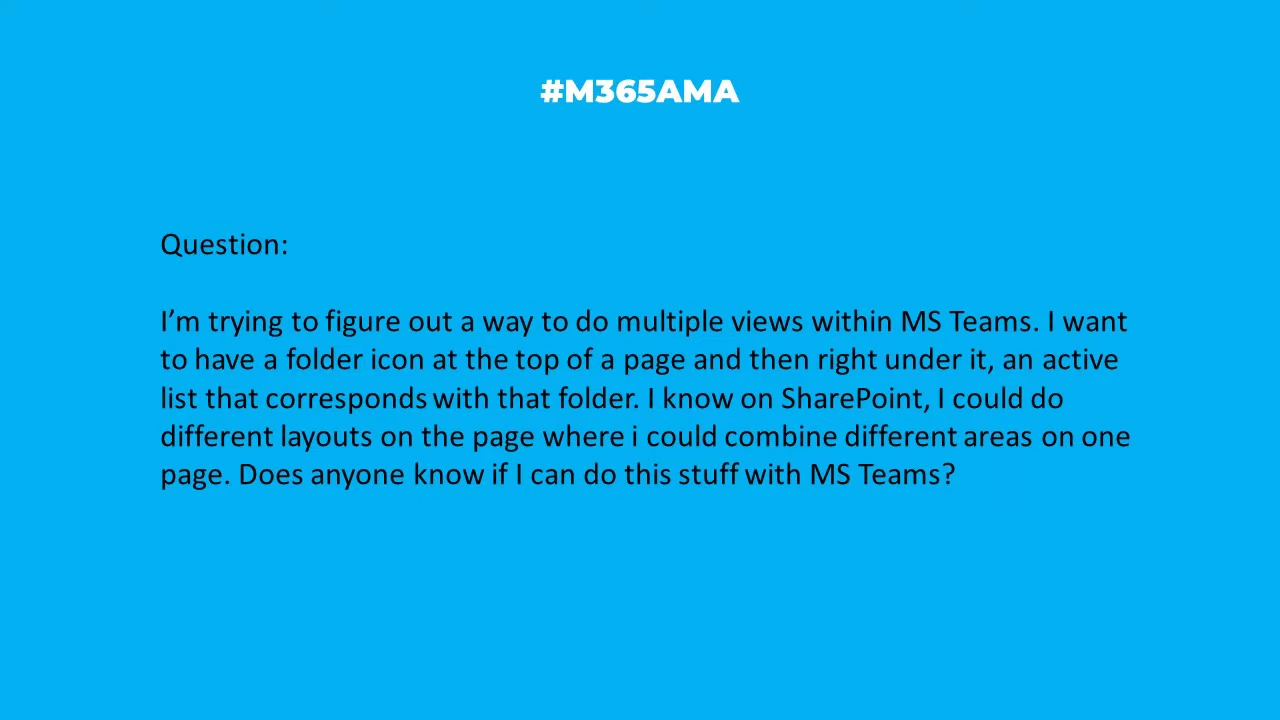 #M365AMA
Question:
I’m trying to figure out a way to do multiple views within MS Teams. I want
to have a folder icon at the top of a page and then right under it, an active
list that corresponds with that folder. I know on SharePoint, I could do
different layouts on the page where i could combine different areas on one
page. Does anyone know if I can do this stuff with MS Teams?